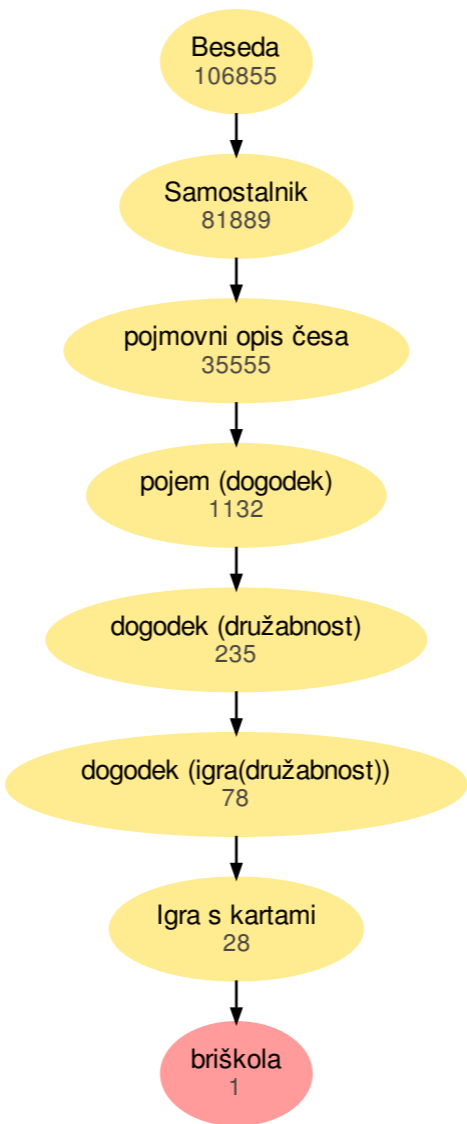 Beseda
106855
Samostalnik
81889
pojmovni opis česa
35555
pojem (dogodek)
1132
dogodek (družabnost)
235
dogodek (igra(družabnost))
78
Igra s kartami
28
briškola
1